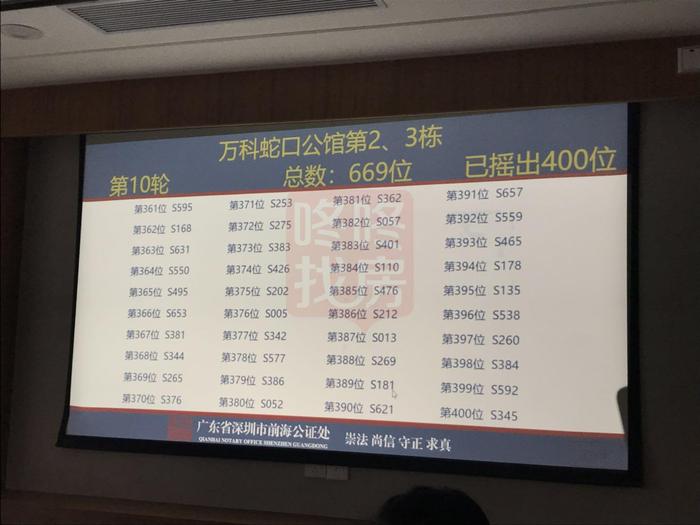 万科蛇口公馆第2、3栋
第10轮 总数：669位 已摇出400位
第361位 S595 第371位 S253 第381位 S362 第391位 S657
第362位 S168 第372位 S275 第382位 S057 第392位 S559
第363位 S631 第373位 S383 第383位 S401 第393位 S465
第364位 S550 第374位 S426 第384位 S110 第394位 S178
第365位 S495 第375位 S202 第385位 S476 第395位 S135
第366位 S653 第376位 S005 第386位 S212 第396位 S538
第367位 S381 第377位 S342 第387位 S013 第397位 S260
第368位 S344 第378位 S577 第388位 S269 第398位 S384
第369位 S265 第379位 S386 第389位 S181 第399位 S592
第370位 S376 第380位 S052 第390位 S621 第400位 S345
咚咚
找房
广东省深圳市前海公证处 崇法 尚信 守正 求真
QIANHAI NOTARY OFFICE SHENZHEN GUANGDONG